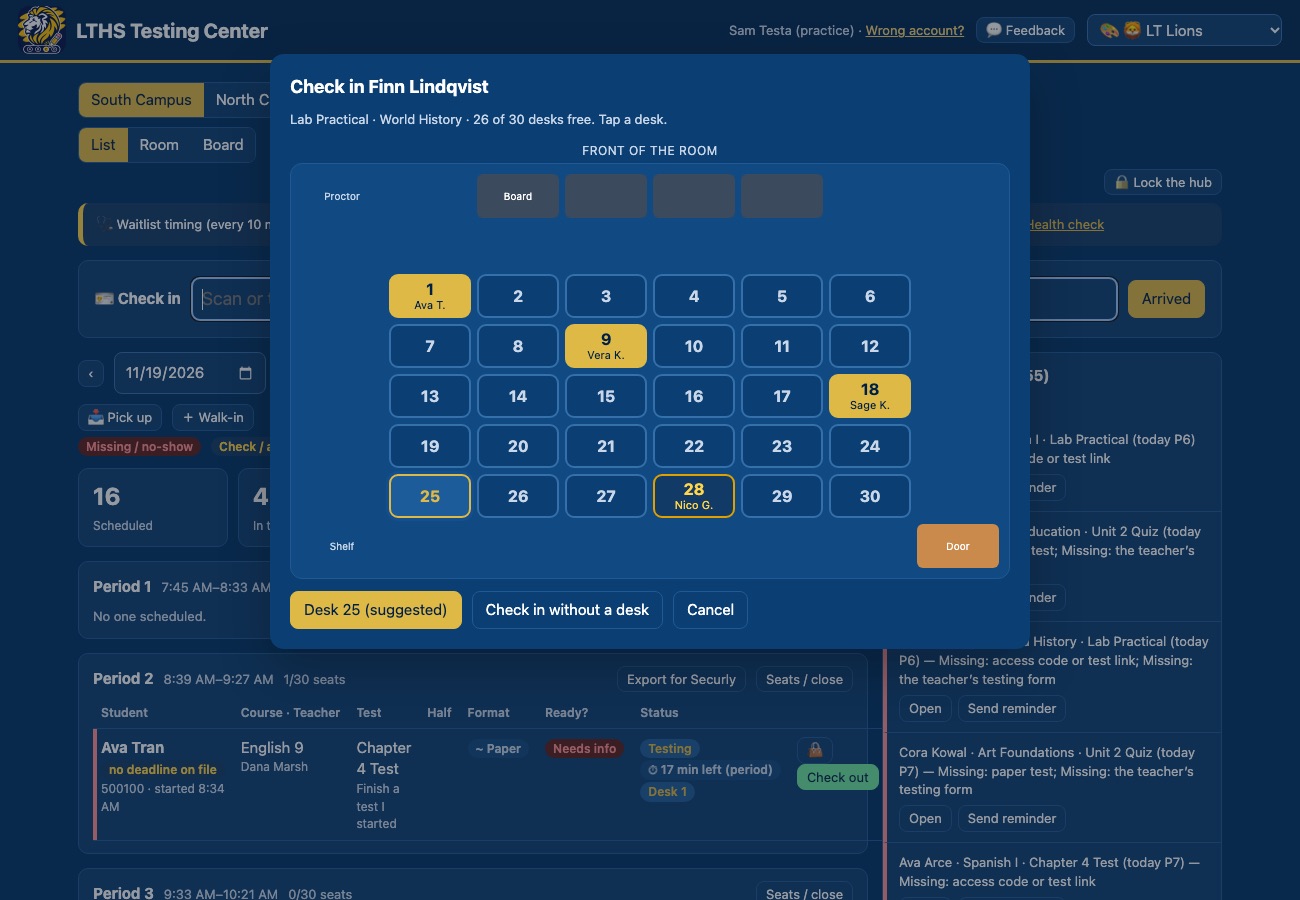 LTHS Testing Center
Sam Testa (practice) · Wrong account?
Feedback
LT Lions
South Campus
North C
List
Room
Board
Lock the hub
Waitlist timing (every 10 m
Health check
Check in
Scan or t
Arrived
11/19/2026
Pick up
+ Walk-in
Missing / no-show
Check / a
16
Scheduled
4
In t
Check in Finn Lindqvist
Lab Practical · World History · 26 of 30 desks free. Tap a desk.
FRONT OF THE ROOM
Proctor
Board
1
Ava T.
2
3
4
5
6
7
8
9
Vera K.
10
11
12
13
14
15
16
17
18
Sage K.
19
20
21
22
23
24
25
26
27
28
Nico G.
29
30
Shelf
Door
Desk 25 (suggested)
Check in without a desk
Cancel
Period 1 7:45 AM–8:33 AM
No one scheduled.
Period 2 8:39 AM–9:27 AM 1/30 seats
Export for Securly
Seats / close
Student
Course · Teacher
Test
Half
Format
Ready?
Status
Ava Tran
no deadline on file
500100 · started 8:34
AM
English 9
Dana Marsh
Chapter
4 Test
Finish a
test I
started
~ Paper
Needs info
Testing
17 min left (period)
Desk 1
Check out
Period 3 9:33 AM–10:21 AM 0/30 seats
Seats / close
55)
I · Lab Practical (today P6)
de or test link
nder
ducation · Unit 2 Quiz (today
test; Missing: the teacher's
nder
History · Lab Practical (today
P6) — Missing: access code or test link; Missing:
the teacher's testing form
Open
Send reminder
Cora Kowal · Art Foundations · Unit 2 Quiz (today
P7) — Missing: paper test; Missing: the teacher's
testing form
Open
Send reminder
Ava Arce · Spanish I · Chapter 4 Test (today P7) —
Missing: access code or test link